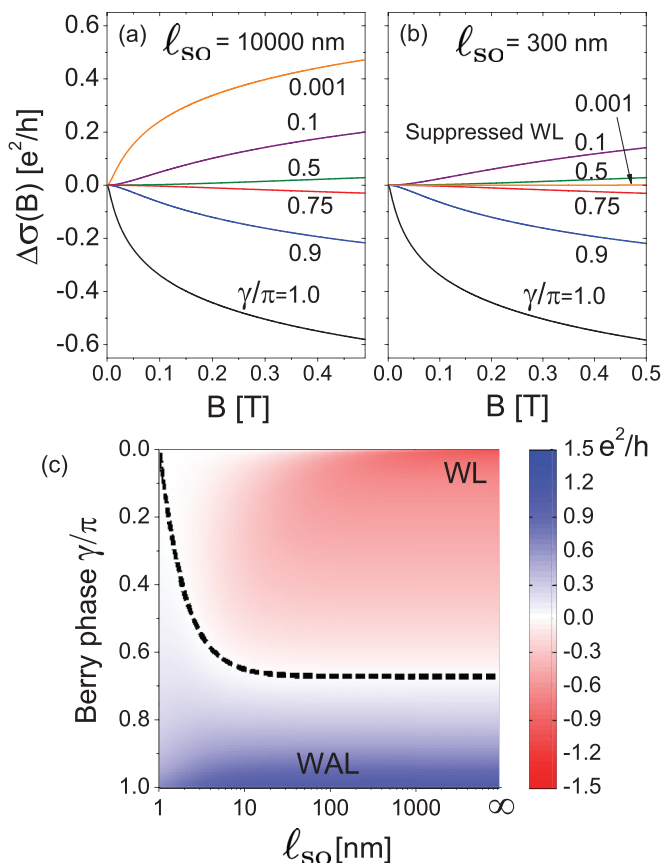 (a) ℓSO = 10000 nm
0.001
0.1
0.5
0.75
0.9
γ/π=1.0
0.6
0.4
0.2
0.0
-0.2
-0.4
-0.6
Δσ(B) [e²/h]
0.0 0.1 0.2 0.3 0.4
B [T]
(b) ℓSO = 300 nm
0.001
Suppressed WL
0.1
0.5
0.75
0.9
γ/π=1.0
0.0 0.1 0.2 0.3 0.4 0.5
B [T]
(c)
WL
WAL
0.0
0.2
0.4
0.6
0.8
1.0
Berry phase γ/π
1 10 100 1000 ∞
ℓSO[nm]
1.5 e²/h
0.9
0.6
0.3
0.0
-0.3
-0.6
-0.9
-1.5